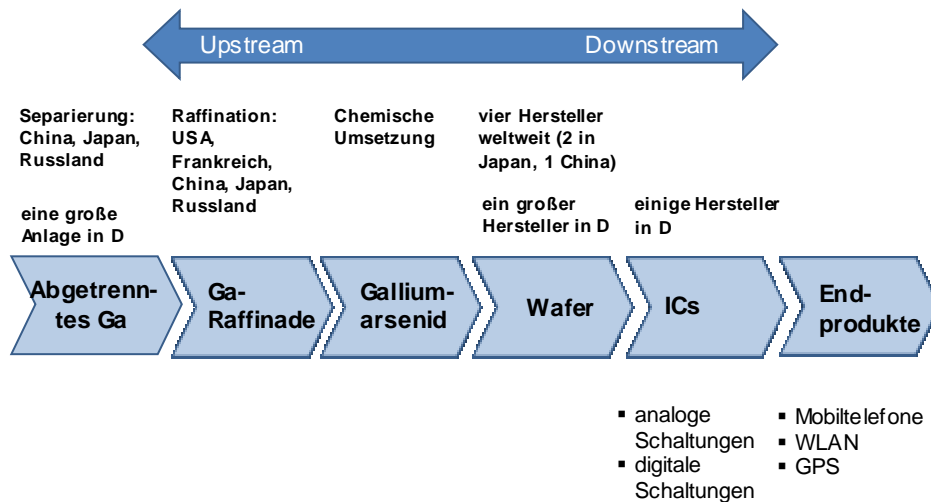 Upstream
Downstream
Separierung:
China, Japan,
Russland
eine große
Anlage in D
Raffination:
USA,
Frankreich,
China, Japan,
Russland
Chemische
Umsetzung
vier Hersteller
weltweit (2 in
Japan, 1 China)
ein großer
Hersteller in D
einige Hersteller
in D
Abgetrenn-
tes Ga
Ga-
Raffinade
Gallium-
arsenid
Wafer
ICs
End-
produkte
▪ analoge
Schaltungen
▪ digitale
Schaltungen
▪ Mobiltelefone
▪ WLAN
▪ GPS